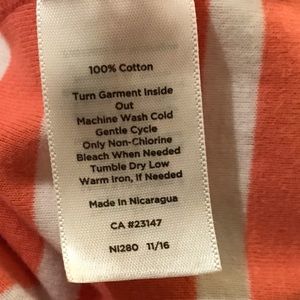 100% Cotton
Turn Garment Inside
Out
Machine Wash Cold
Gentle Cycle
Only Non-Chlorine
Bleach When Needed
Tumble Dry Low
Warm Iron, If Needed
Made In Nicaragua
CA #23147
NI280 11/16